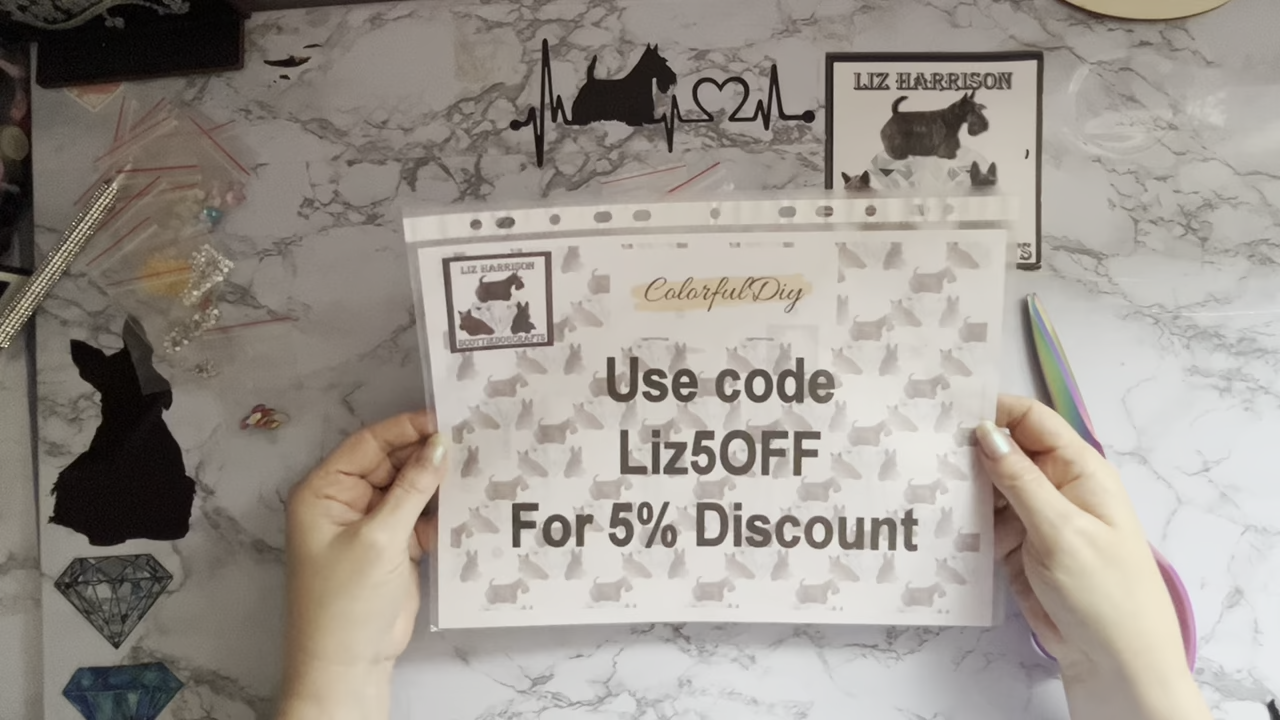 LIZ HARRISON
LIZ HARRISON
SCOTTIEDOGCRAFTS
ColorfulDiy
Use code
Liz5OFF
For 5% Discount